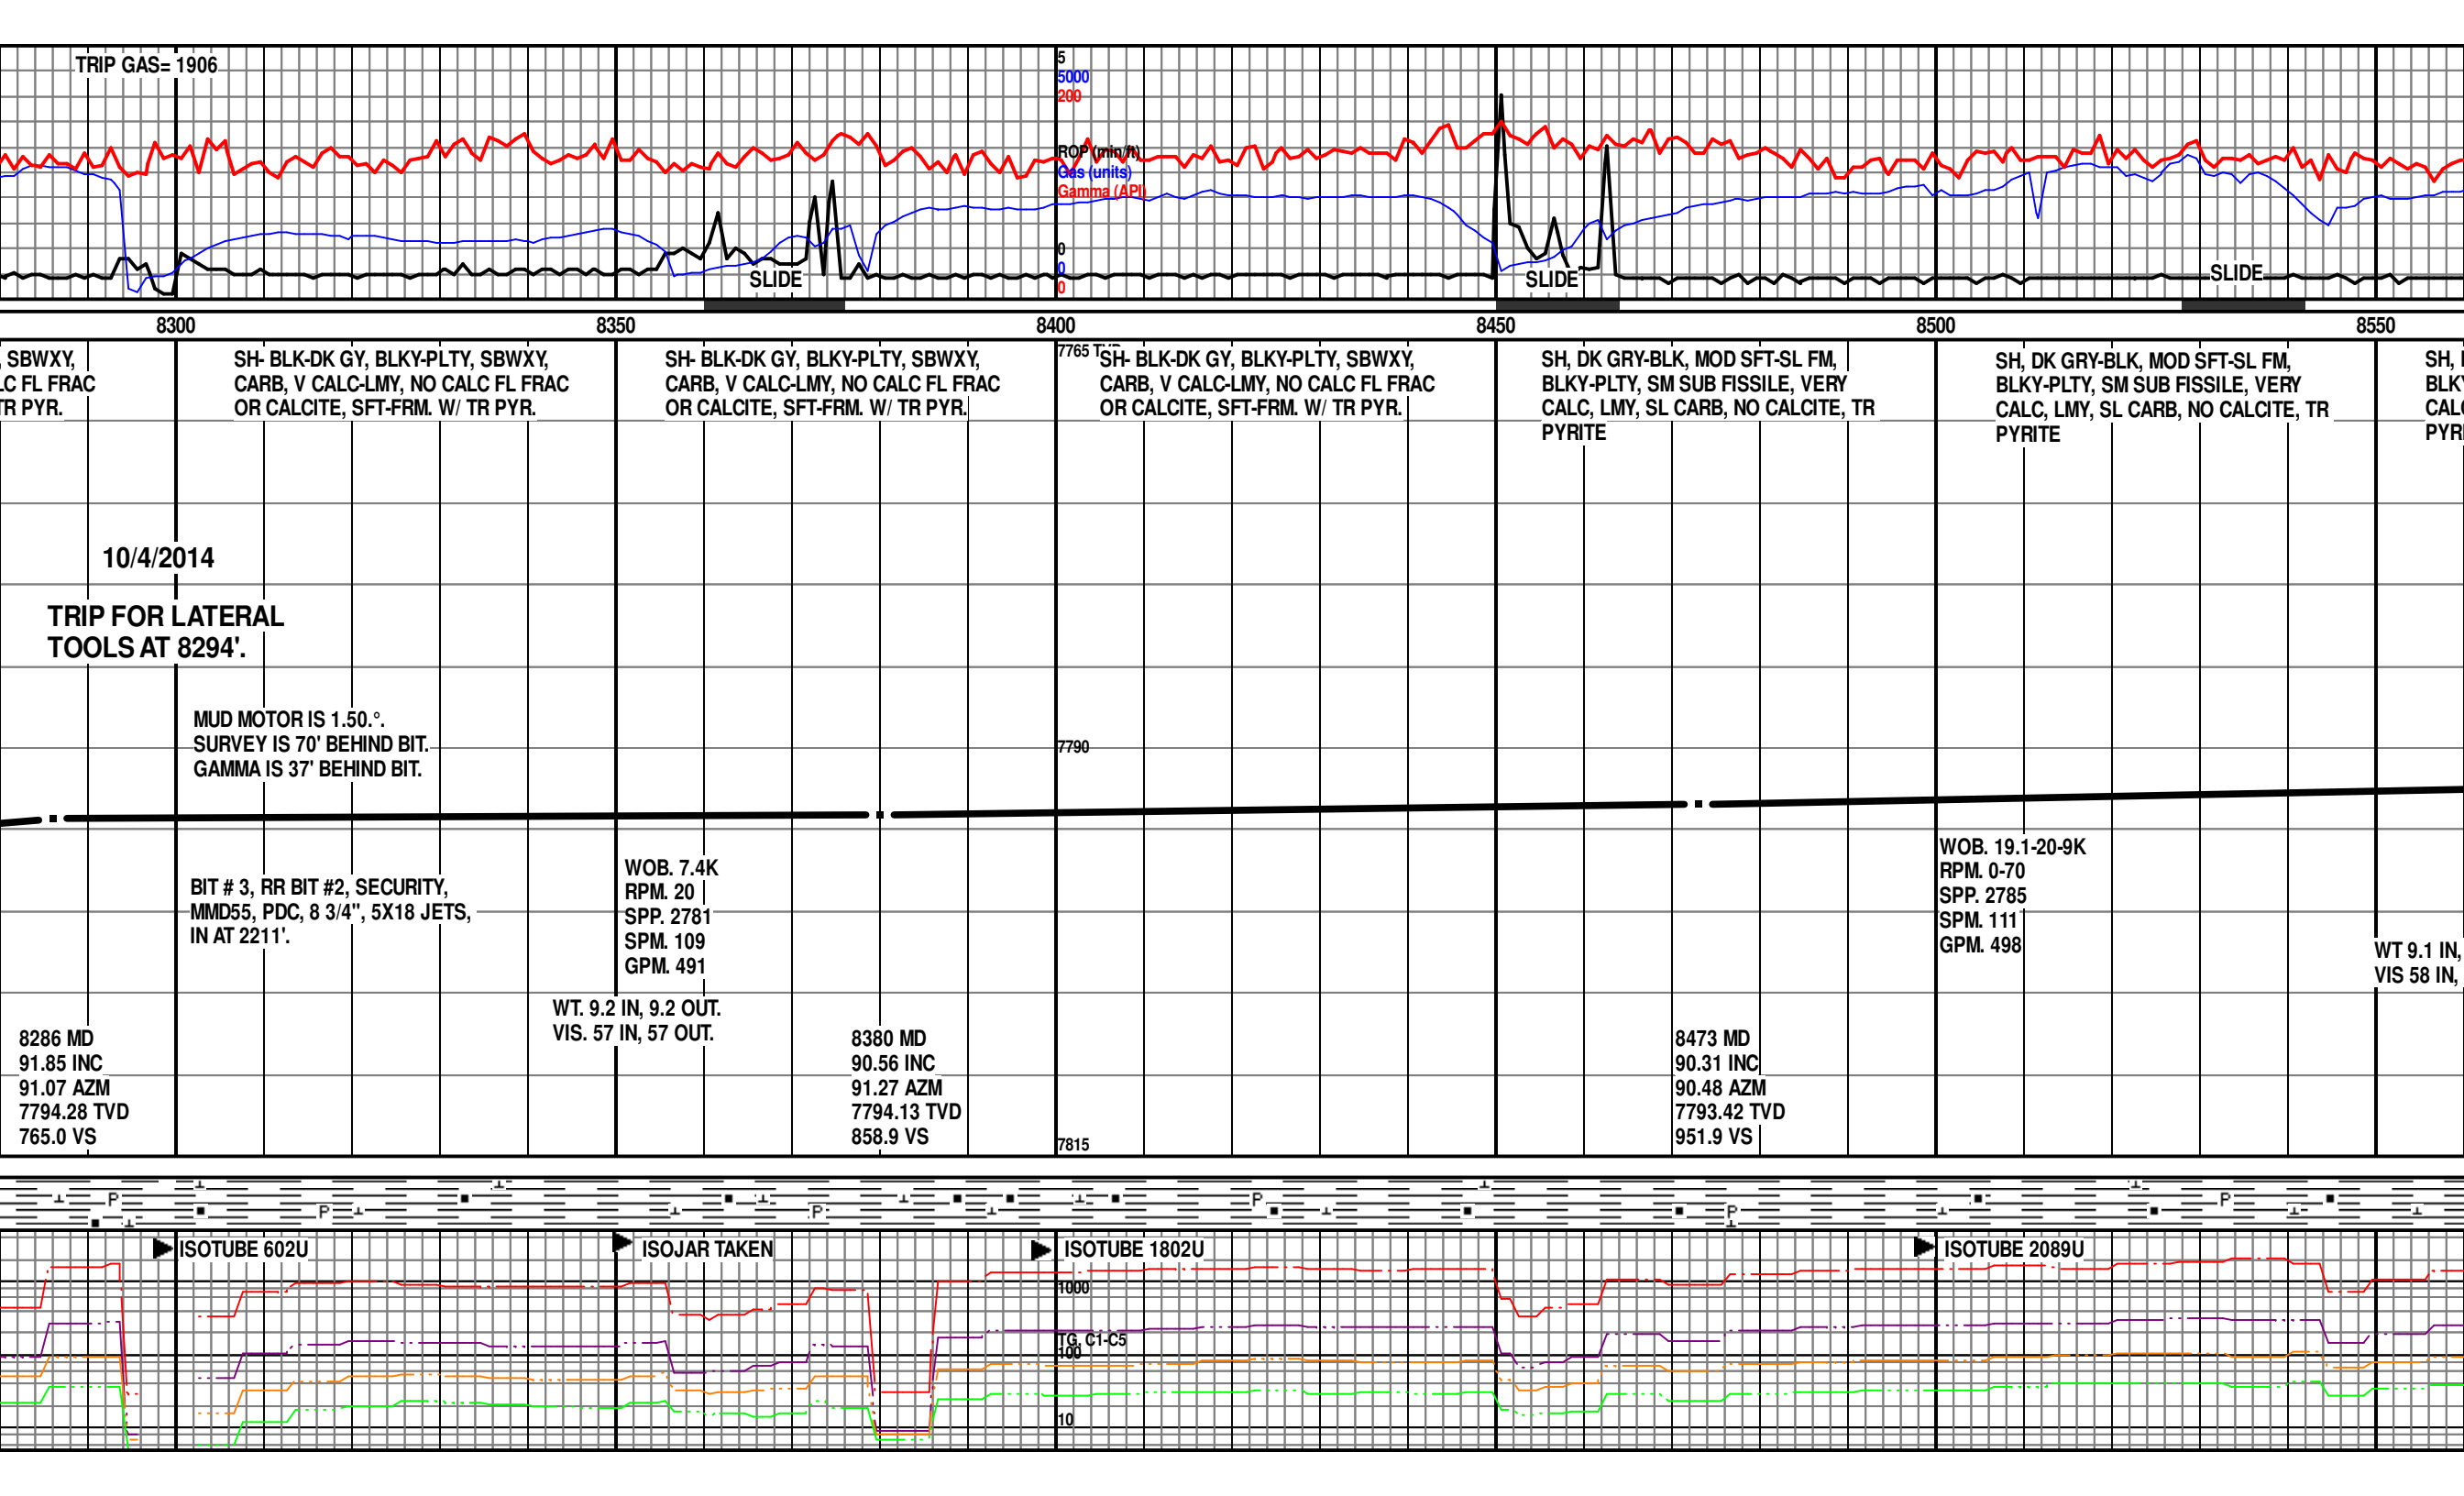 TRIP GAS= 1906
5
5000
200
ROP (min/ft)
Gas (units)
Gamma (API)
0
0
0
SLIDE
SLIDE
SLIDE
8300
8350
8400
8450
8500
8550
SBWXY,
FL FRAC
PYR.
SH- BLK-DK GY, BLKY-PLTY, SBWXY,
CARB, V CALC-LMY, NO CALC FL FRAC
OR CALCITE, SFT-FRM. W/ TR PYR.
SH- BLK-DK GY, BLKY-PLTY, SBWXY,
CARB, V CALC-LMY, NO CALC FL FRAC
OR CALCITE, SFT-FRM. W/ TR PYR.
7765
SH- BLK-DK GY, BLKY-PLTY, SBWXY,
CARB, V CALC-LMY, NO CALC FL FRAC
OR CALCITE, SFT-FRM. W/ TR PYR.
SH, DK GRY-BLK, MOD SFT-SL FM,
BLKY-PLTY, SM SUB FISSILE, VERY
CALC, LMY, SL CARB, NO CALCITE, TR
PYRITE
SH, DK GRY-BLK, MOD SFT-SL FM,
BLKY-PLTY, SM SUB FISSILE, VERY
CALC, LMY, SL CARB, NO CALCITE, TR
PYRITE
SH,
10/4/2014
TRIP FOR LATERAL
TOOLS AT 8294'.
MUD MOTOR IS 1.50.°.
SURVEY IS 70' BEHIND BIT.
GAMMA IS 37' BEHIND BIT.
7790
BIT # 3, RR BIT #2, SECURITY,
MMD55, PDC, 8 3/4", 5X18 JETS,
IN AT 2211'.
WOB. 7.4K
RPM. 20
SPP. 2781
SPM. 109
GPM. 491
WT. 9.2 IN, 9.2 OUT.
VIS. 57 IN, 57 OUT.
WOB. 19.1-20-9K
RPM. 0-70
SPP. 2785
SPM. 111
GPM. 498
WT 9.1 IN,
VIS 58 IN,
8286 MD
91.85 INC
91.07 AZM
7794.28 TVD
765.0 VS
8380 MD
90.56 INC
91.27 AZM
7794.13 TVD
858.9 VS
7815
8473 MD
90.31 INC
90.48 AZM
7793.42 TVD
951.9 VS
P
P
P
P
P
P
ISOTUBE 602U
ISOJAR TAKEN
ISOTUBE 1802U
ISOTUBE 2089U
1000
TG, C1-C5
100
10